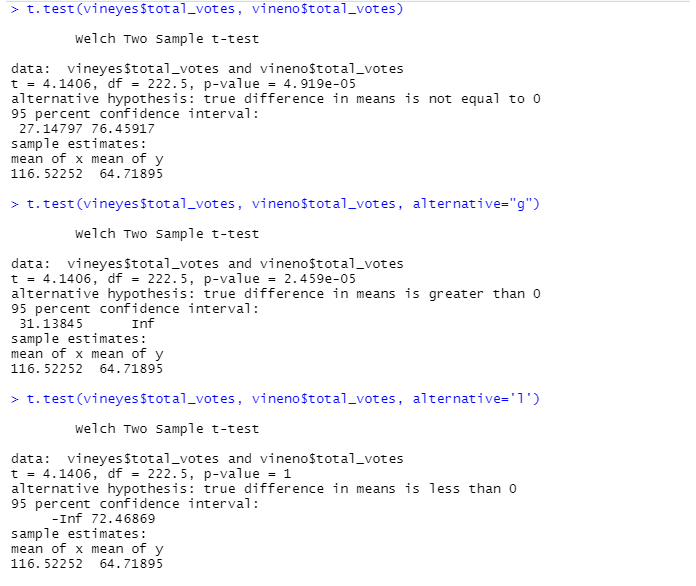 > t.test(vineyes$total_votes, vineno$total_votes)
Welch Two Sample t-test
data:  vineyes$total_votes and vineno$total_votes
t = 4.1406, df = 222.5, p-value = 4.919e-05
alternative hypothesis: true difference in means is not equal to 0
95 percent confidence interval:
 27.14797 76.45917
sample estimates:
mean of x mean of y
116.52252  64.71895
> t.test(vineyes$total_votes, vineno$total_votes, alternative="g")
Welch Two Sample t-test
data:  vineyes$total_votes and vineno$total_votes
t = 4.1406, df = 222.5, p-value = 2.459e-05
alternative hypothesis: true difference in means is greater than 0
95 percent confidence interval:
 31.13845      Inf
sample estimates:
mean of x mean of y
116.52252  64.71895
> t.test(vineyes$total_votes, vineno$total_votes, alternative='l')
Welch Two Sample t-test
data:  vineyes$total_votes and vineno$total_votes
t = 4.1406, df = 222.5, p-value = 1
alternative hypothesis: true difference in means is less than 0
95 percent confidence interval:
     -Inf 72.46869
sample estimates:
mean of x mean of y
116.52252  64.71895